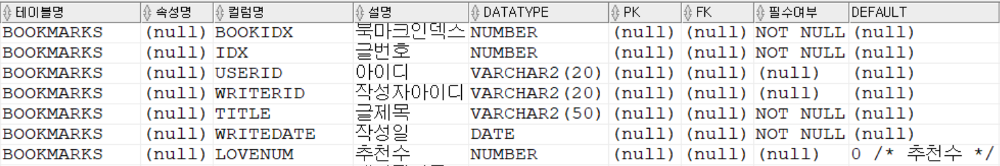 테이블명 속성명 컬럼명 설명 DATATYPE PK FK 필수여부 DEFAULT
BOOKMARKS (null) BOOKIDX 북마크인덱스 NUMBER (null) (null) NOT NULL (null)
BOOKMARKS (null) IDX 글번호 NUMBER (null) (null) NOT NULL (null)
BOOKMARKS (null) USERID 아이디 VARCHAR2(20) (null) (null) (null) (null)
BOOKMARKS (null) WRITERID 작성자아이디 VARCHAR2(20) (null) (null) (null) (null)
BOOKMARKS (null) TITLE 글제목 VARCHAR2(50) (null) (null) NOT NULL (null)
BOOKMARKS (null) WRITEDATE 작성일 DATE (null) (null) NOT NULL (null)
BOOKMARKS (null) LOVENUM 추천수 NUMBER (null) (null) (null) 0 /* 추천수 */